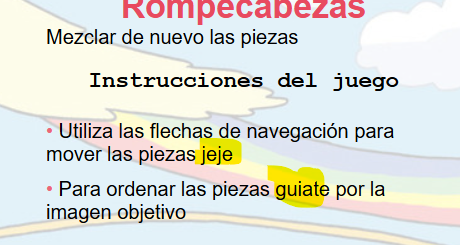 Rompecabezas
Mezclar de nuevo las piezas
Instrucciones del juego
• Utiliza las flechas de navegación para
mover las piezas jeje
• Para ordenar las piezas guiate por la
imagen objetivo